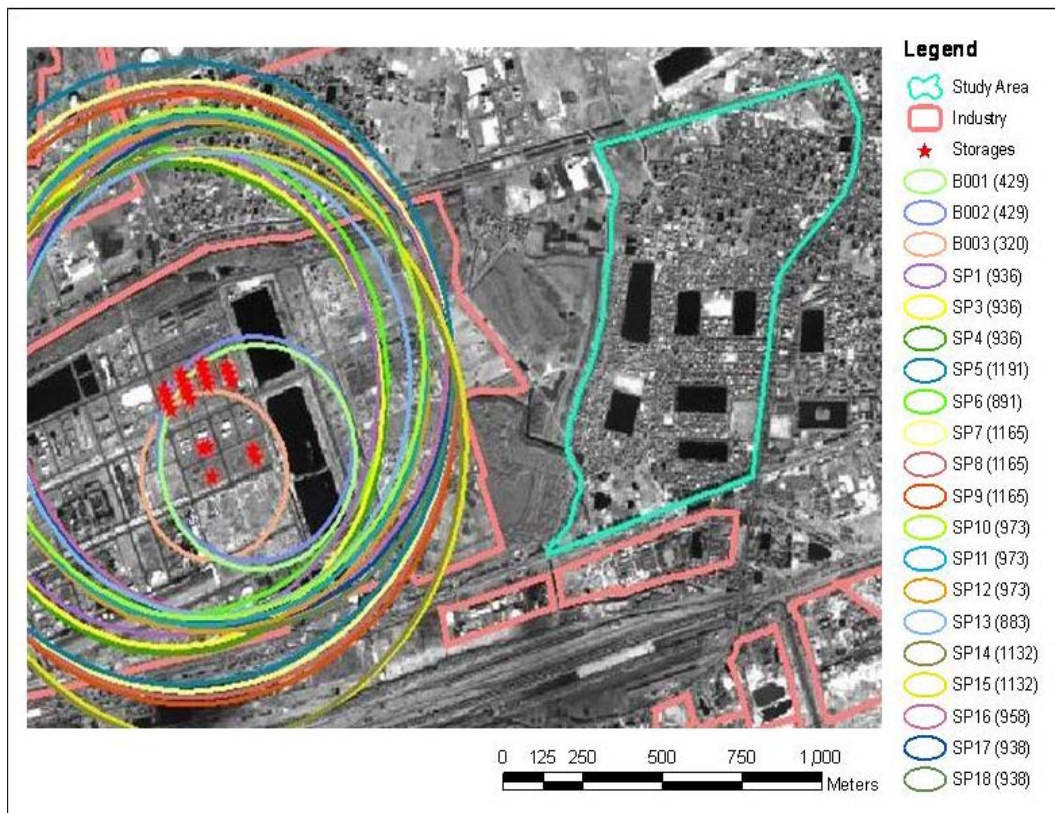 Legend
Study Area
Industry
Storages
B001 (429)
B002 (429)
B003 (320)
SP1 (936)
SP3 (936)
SP4 (936)
SP5 (1191)
SP6 (891)
SP7 (1165)
SP8 (1165)
SP9 (1165)
SP10 (973)
SP11 (973)
SP12 (973)
SP13 (883)
SP14 (1132)
SP15 (1132)
SP16 (958)
SP17 (938)
SP18 (938)
0 125 250 500 750 1,000
Meters